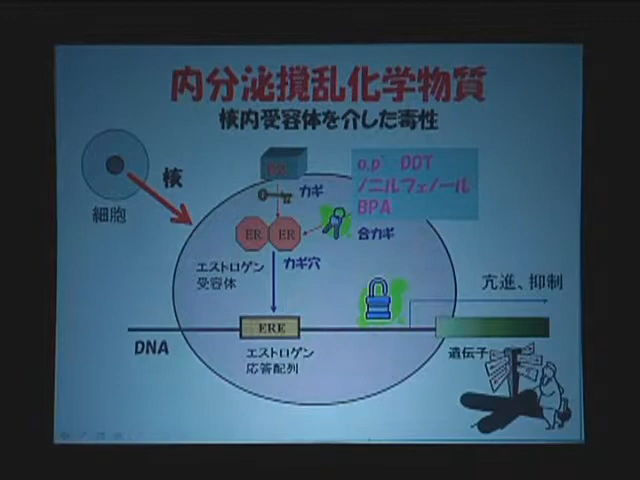 内分泌撹乱化学物質
核内受容体を介した毒性
核
細胞
カギ
o,p` DDT
ノニルフェノール
BPA
ER
ER
合カギ
カギ穴
エストロゲン
受容体
亢進、抑制
ERE
DNA
エストロゲン
応答配列
遺伝子